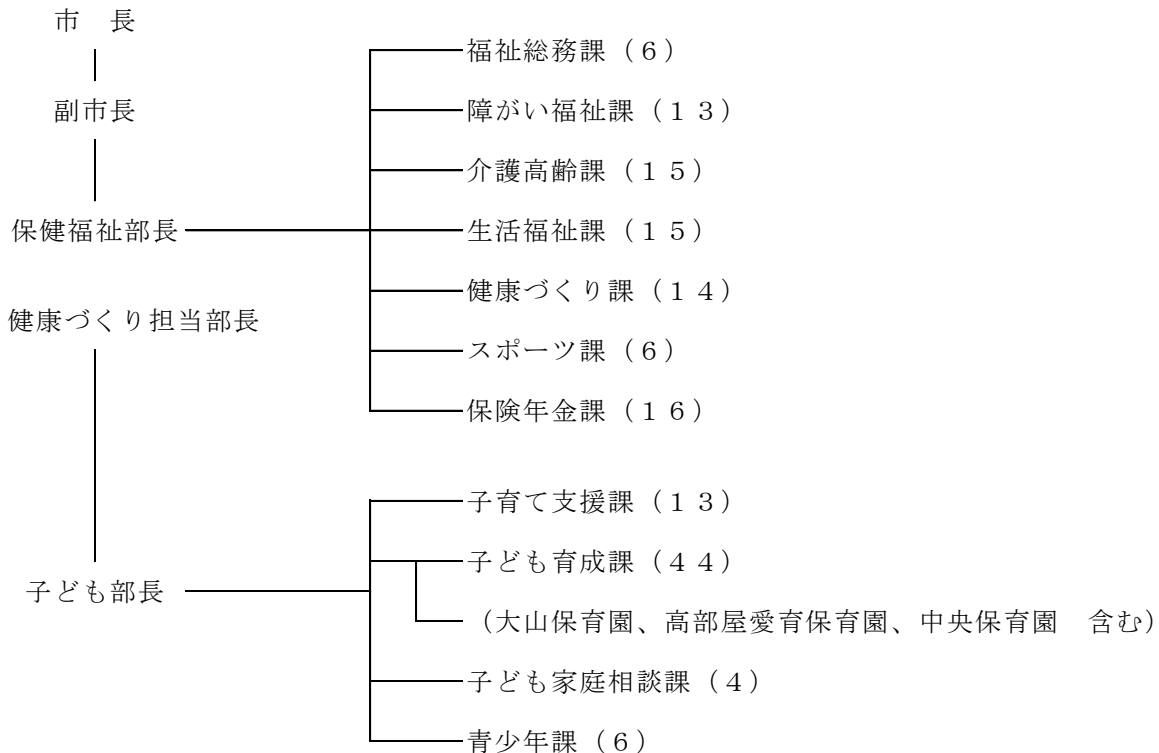 市　長
福祉総務課（６）
副市長
障がい福祉課（１３）
介護高齢課（１５）
保健福祉部長
生活福祉課（１５）
健康づくり課（１４）
健康づくり担当部長
スポーツ課（６）
保険年金課（１６）
子育て支援課（１３）
子ども育成課（４４）
子ども部長
（大山保育園、高部屋愛育保育園、中央保育園　含む）
子ども家庭相談課（４）
青少年課（６）